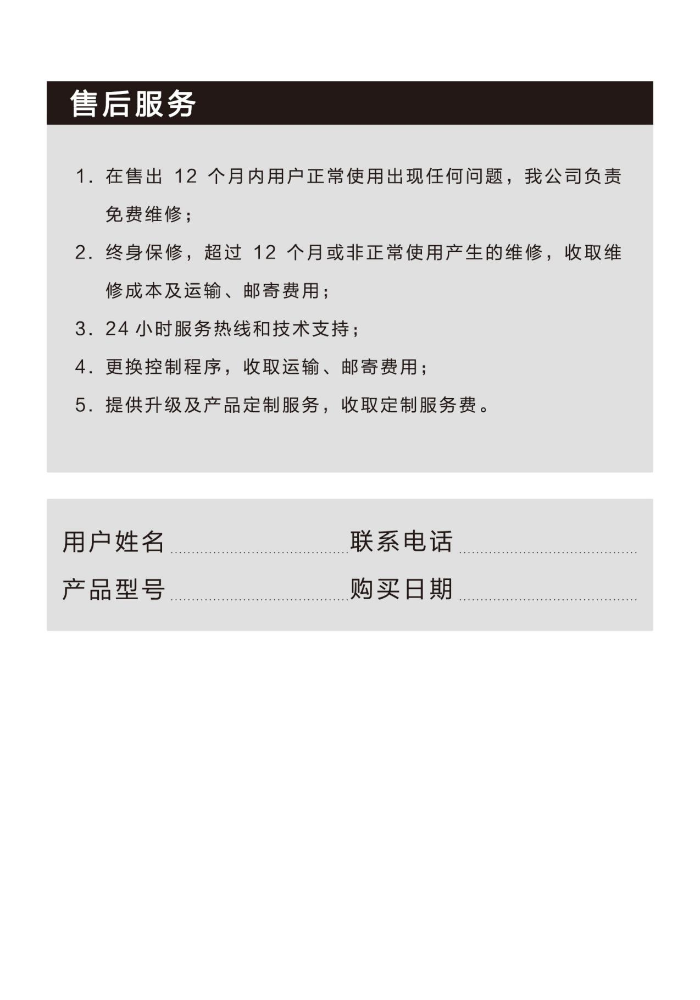 售后服务
1. 在售出 12 个月内用户正常使用出现任何问题，我公司负责
免费维修；
2. 终身保修，超过 12 个月或非正常使用产生的维修，收取维
修成本及运输、邮寄费用；
3. 24 小时服务热线和技术支持；
4. 更换控制程序，收取运输、邮寄费用；
5. 提供升级及产品定制服务，收取定制服务费。
用户姓名 联系电话
产品型号 购买日期